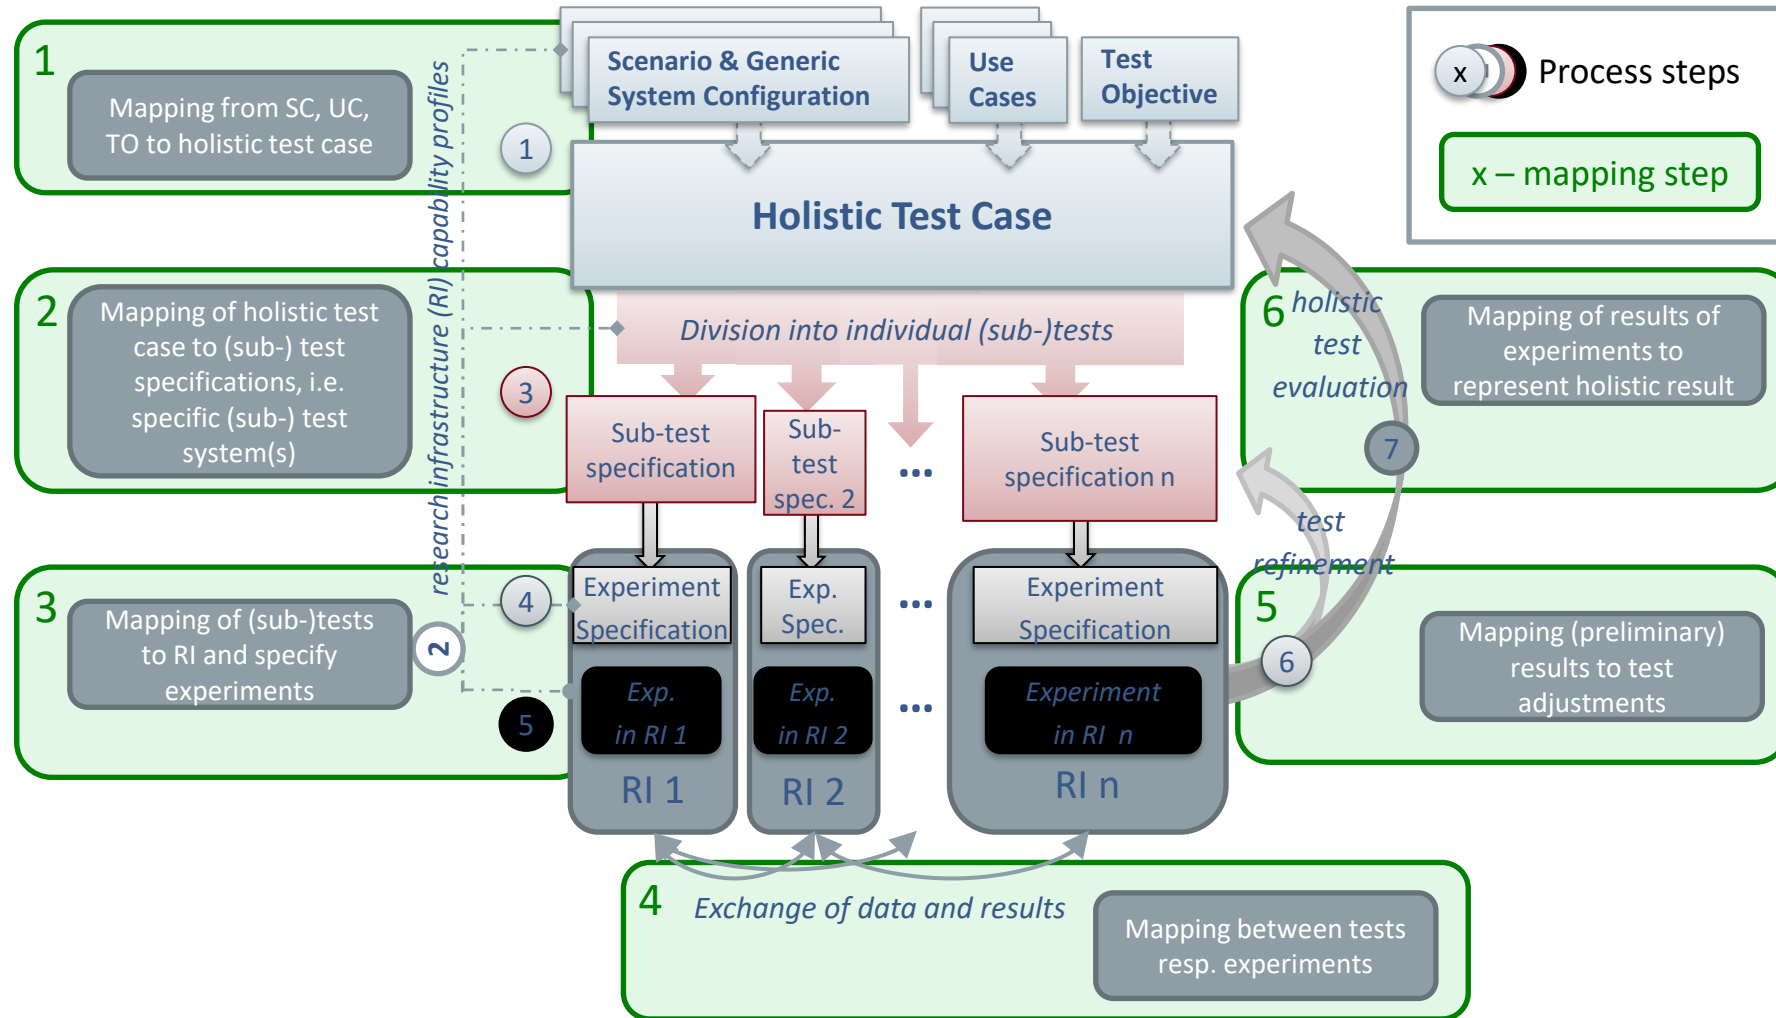 1
Mapping from SC, UC,
TO to holistic test case
1
research infrastructure (RI) capability profiles
Scenario & Generic
System Configuration
Use
Cases
Test
Objective
Holistic Test Case
x
Process steps
x – mapping step
2
Mapping of holistic test
case to (sub-) test
specifications, i.e.
specific (sub-) test
system(s)
3
Division into individual (sub-)tests
Sub-test
specification
Sub-
test
spec. 2
...
Sub-test
specification n
6
holistic
test
evaluation
Mapping of results of
experiments to
represent holistic result
7
test
refinement
3
Mapping of (sub-)tests
to RI and specify
experiments
2
4
5
Experiment
Specification
Exp.
in RI 1
RI 1
Exp.
Spec.
Exp.
in RI 2
RI 2
...
...
Experiment
Specification
Experiment
in RI n
RI n
6
5
Mapping (preliminary)
results to test
adjustments
4
Exchange of data and results
Mapping between tests
resp. experiments